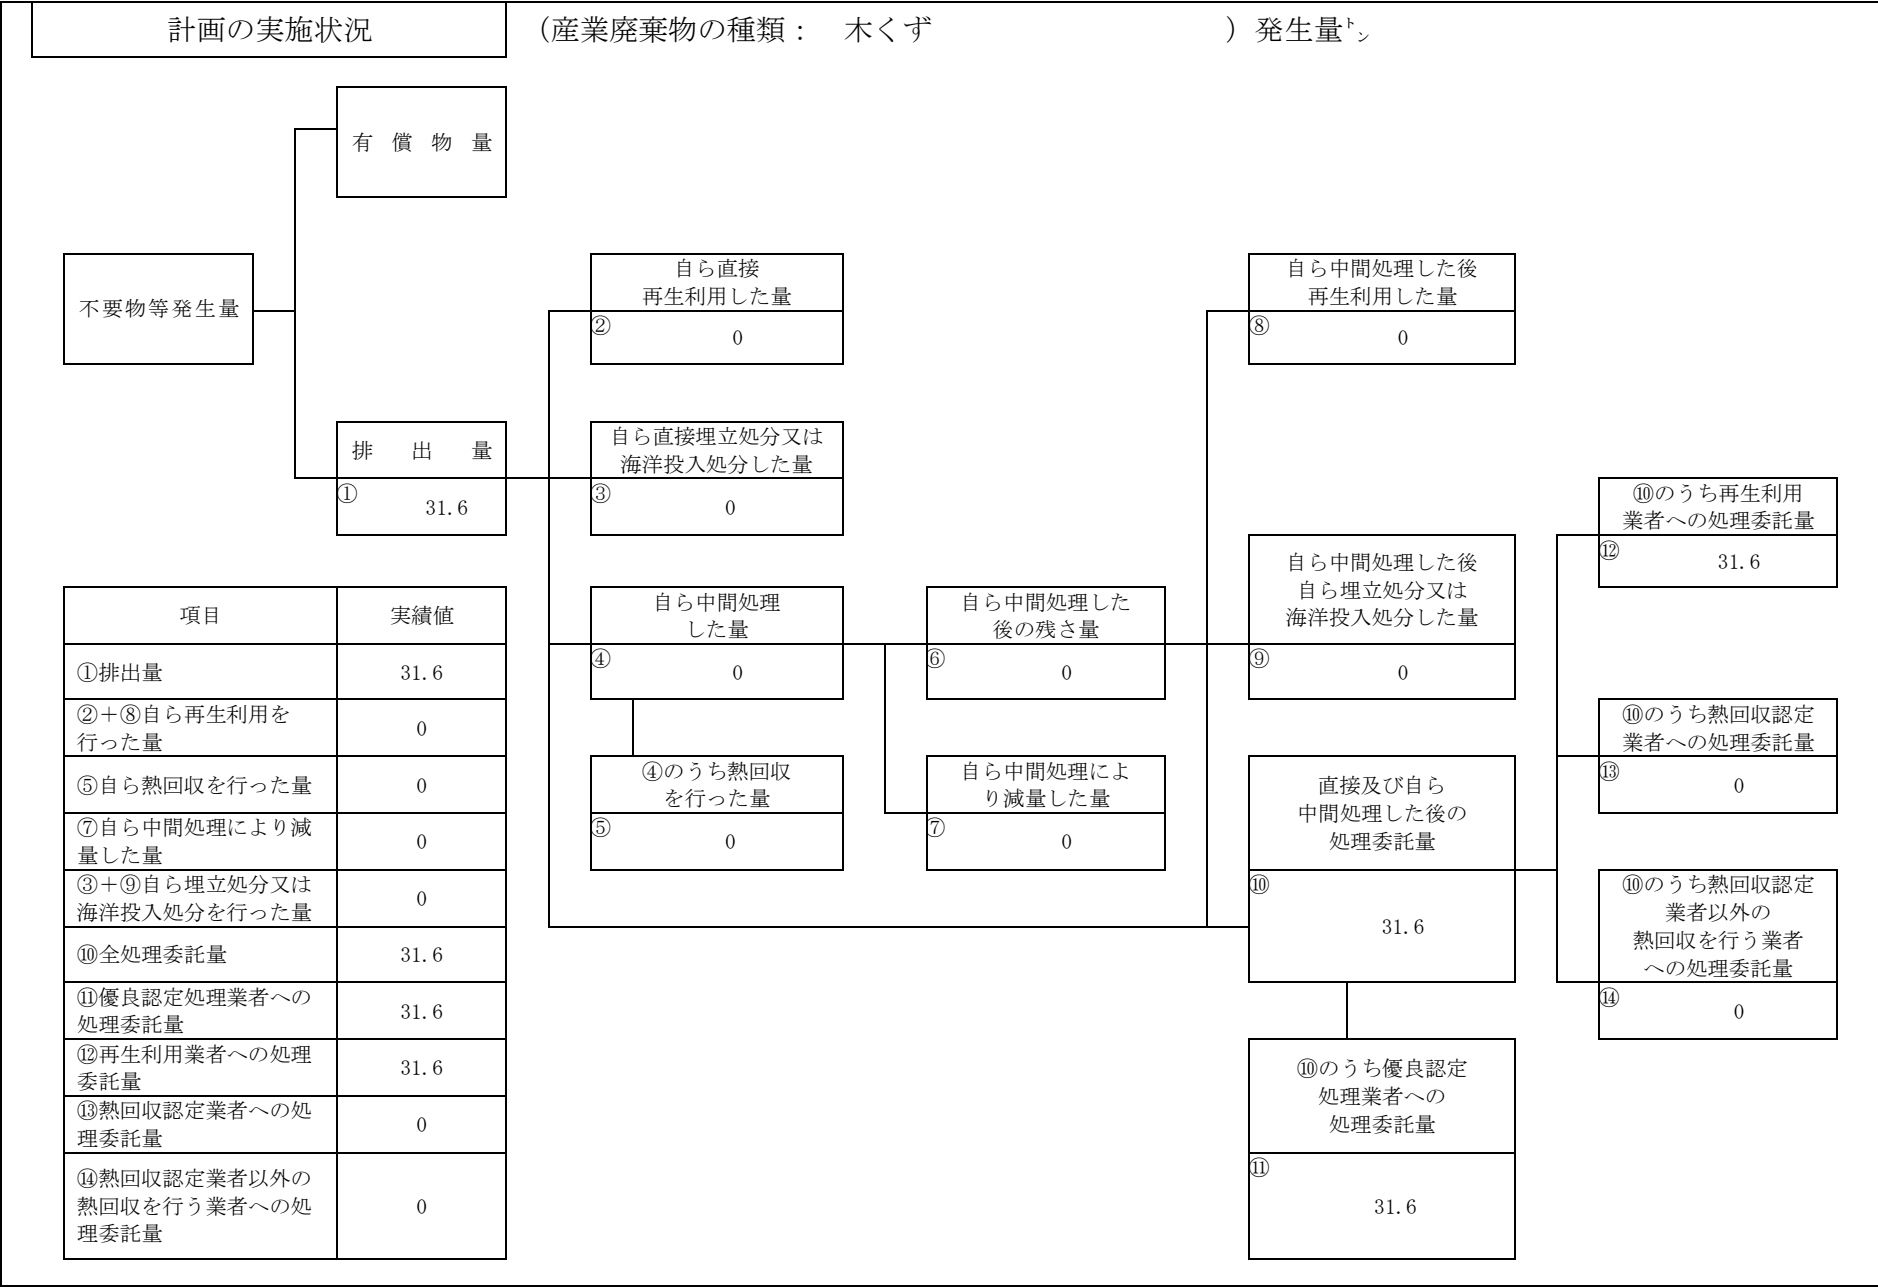 計画の実施状況
（産業廃棄物の種類： 木くず ）発生量㌧
有償物量
不要物等発生量
自ら直接
再生利用した量
②
0
自ら中間処理した後
再生利用した量
⑧
0
排出量
①
31.6
自ら直接埋立処分又は
海洋投入処分した量
③
0
⑩のうち再生利用
業者への処理委託量
⑫
31.6
自ら中間処理
した量
④
0
自ら中間処理した
後の残さ量
⑥
0
自ら中間処理した後
自ら埋立処分又は
海洋投入処分した量
⑨
0
⑩のうち熱回収認定
業者への処理委託量
⑬
0
④のうち熱回収
を行った量
⑤
0
自ら中間処理によ
り減量した量
⑦
0
直接及び自ら
中間処理した後の
処理委託量
⑩
31.6
⑩のうち熱回収認定
業者以外の
熱回収を行う業者
への処理委託量
⑭
0
⑩のうち優良認定
処理業者への
処理委託量
⑪
31.6
項目 実績値
①排出量 31.6
②＋⑧自ら再生利用を
行った量
0
⑤自ら熱回収を行った量 0
⑦自ら中間処理により減
量した量
0
③＋⑨自ら埋立処分又は
海洋投入処分を行った量
0
⑩全処理委託量 31.6
⑪優良認定処理業者への
処理委託量
31.6
⑫再生利用業者への処理
委託量
31.6
⑬熱回収認定業者への処
理委託量
0
⑭熱回収認定業者以外の
熱回収を行う業者への処
理委託量
0